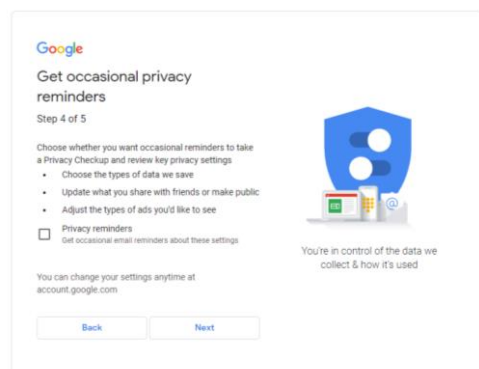 Google
Get occasional privacy
reminders
Step 4 of 5
Choose whether you want occasional reminders to take
a Privacy Checkup and review key privacy settings
• Choose the types of data we save
• Update what you share with friends or make public
• Adjust the types of ads you'd like to see
Privacy reminders
Get occasional email reminders about these settings
You can change your settings anytime at
account.google.com
Back Next
@
You're in control of the data we
collect & how it's used